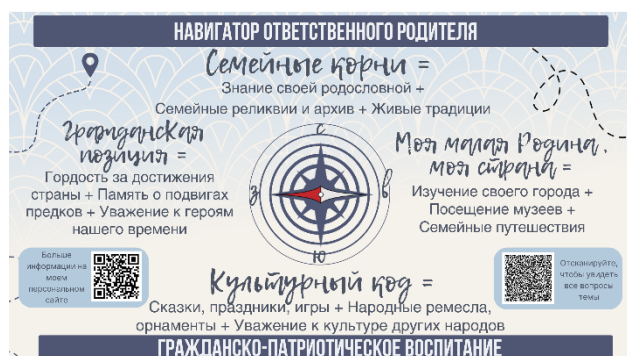 НАВИГАТОР ОТВЕТСТВЕННОГО РОДИТЕЛЯ
Семейные корни =
Знание своей родословной +
Семейные реликвии и архив + Живые традиции
Гражданская
позиция =
Гордость за достижения
страны + Память о подвигах
предков + Уважение к героям
нашего времени
С
З
В
Ю
Моя малая Родина,
моя страна =
Изучение своего города +
Посещение музеев +
Семейные путешествия
Больше
информации на
моем
персональном
сайте
Отсканируйте,
чтобы увидеть
все вопросы
темы
Культурный код =
Сказки, праздники, игры + Народные ремесла,
орнаменты + Уважение к культуре других народов
ГРАЖДАНСКО-ПАТРИОТИЧЕСКОЕ ВОСПИТАНИЕ